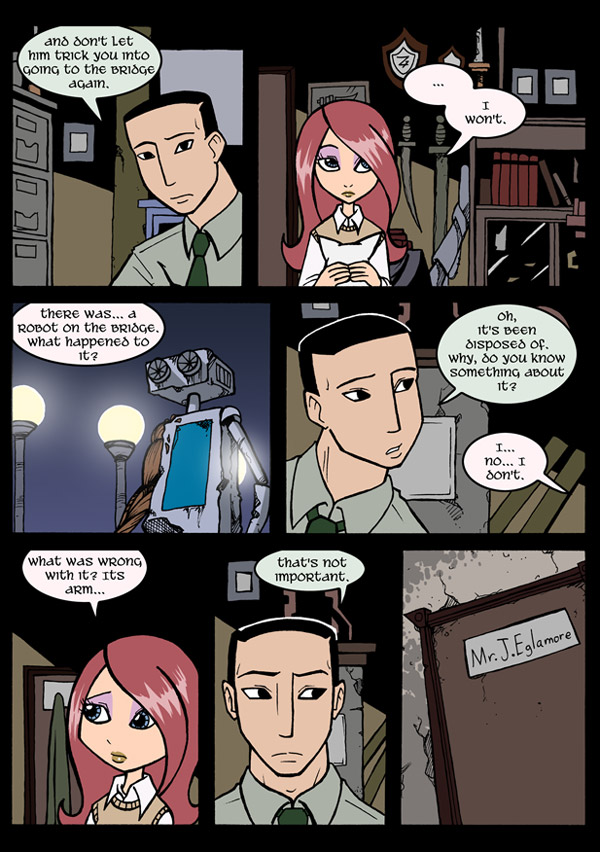 and don't let
him trick you into
going to the bridge
again.
...
I
won't.
4
there was... a
robot on the bridge.
what happened to
it?
oh,
it's been
disposed of.
why, do you know
something about
it?
I...
no... I
don't.
what was wrong
with it? Its
arm...
that's not
important.
Mr. J. Eglamore